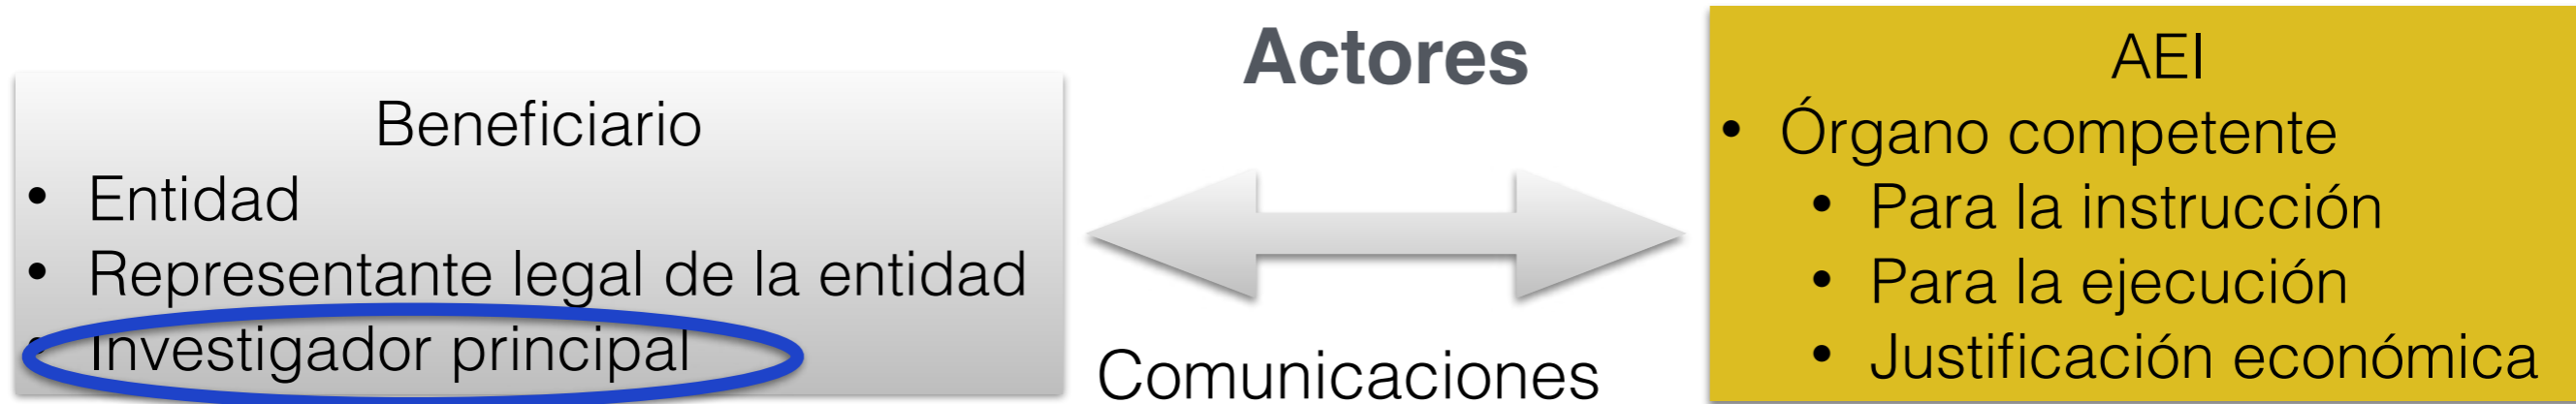 Actores
Beneficiario
• Entidad
• Representante legal de la entidad
• Investigador principal
Comunicaciones
AEI
• Órgano competente
• Para la instrucción
• Para la ejecución
• Justificación económica